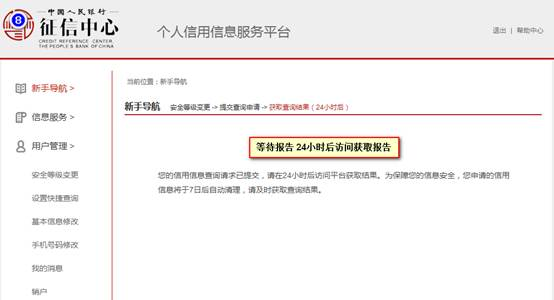 8
中国人民银行
征信中心
CREDIT REFERENCE CENTER,
THE PEOPLE'S BANK OF CHINA
个人信用信息服务平台
退出 | 帮助中心
新手导航 >
信息服务 >
用户管理 >
安全等级变更
设置快捷查询
基本信息修改
手机号码修改
我的消息
销户
当前位置：新手导航
新手导航 安全等级变更 -> 提交查询申请 -> 获取查询结果（24小时后）
等待报告 24小时后访问获取报告
您的信用信息查询请求已提交，请在24小时后访问平台获取结果。为保障您的信息安全，您申请的信用
信息将于7日后自动清理，请及时获取查询结果。